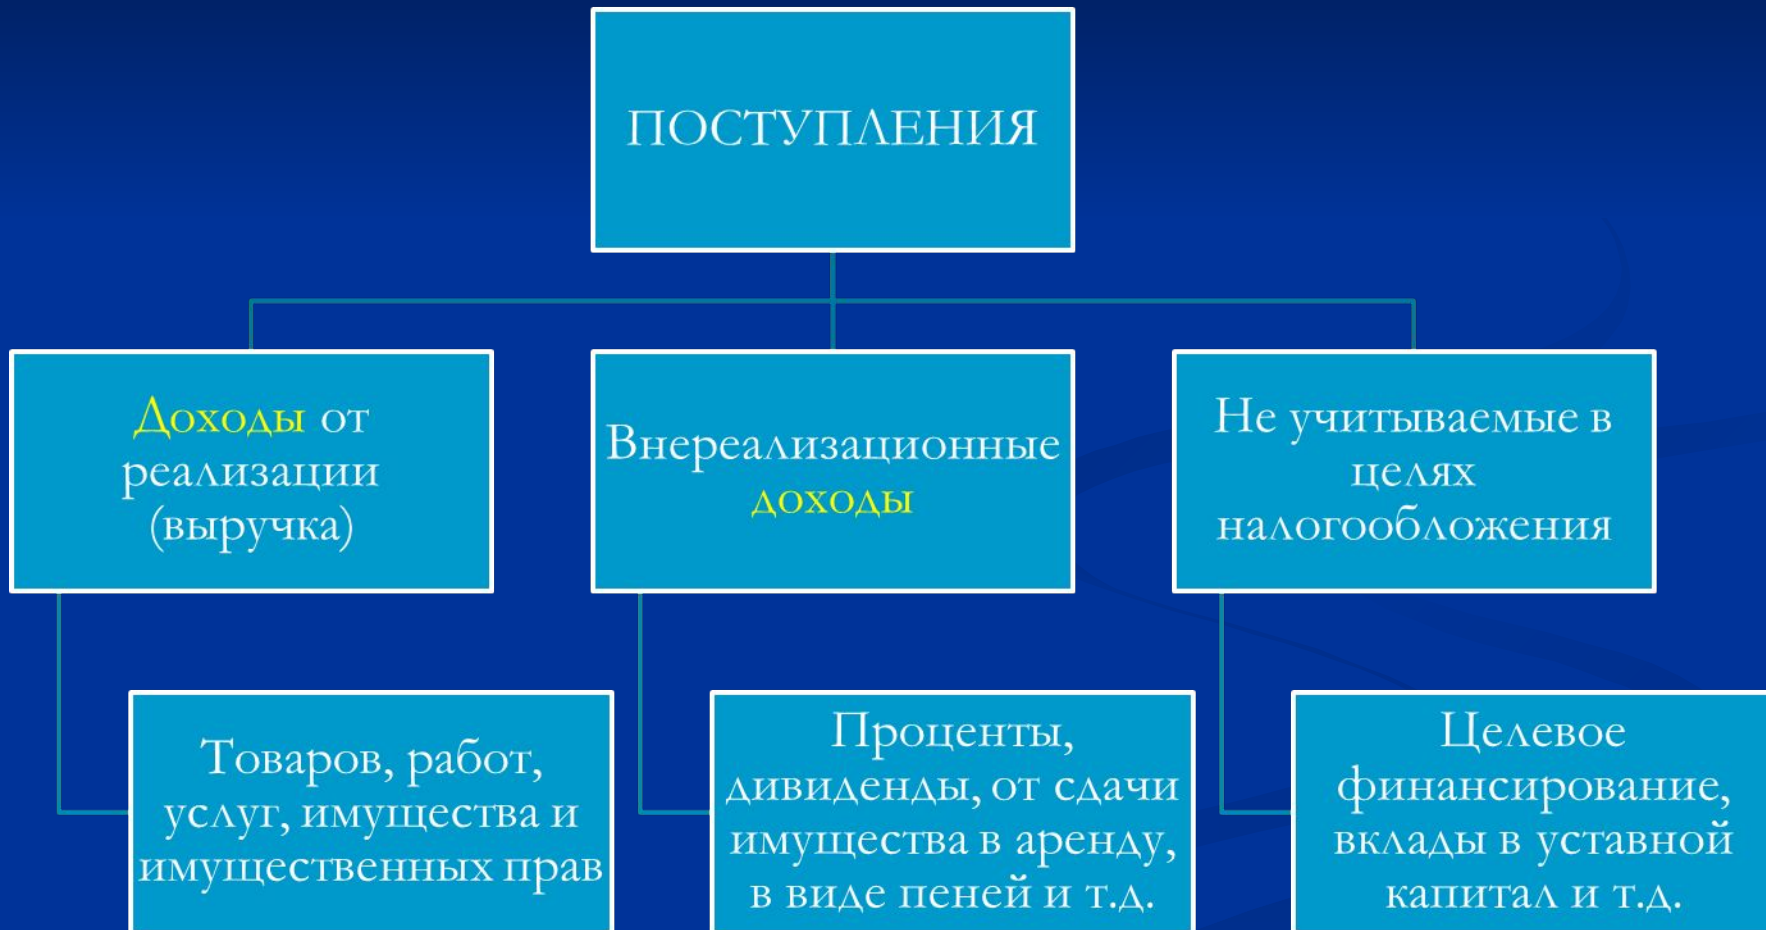 ПОСТУПЛЕНИЯ
Доходы от
реализации
(выручка)
Внереализационные
доходы
Не учитываемые в
целях
налогообложения
Товаров, работ,
услуг, имущества и
имущественных прав
Проценты,
дивиденды, от сдачи
имущества в аренду,
в виде пеней и т.д.
Целевое
финансирование,
вклады в уставной
капитал и т.д.